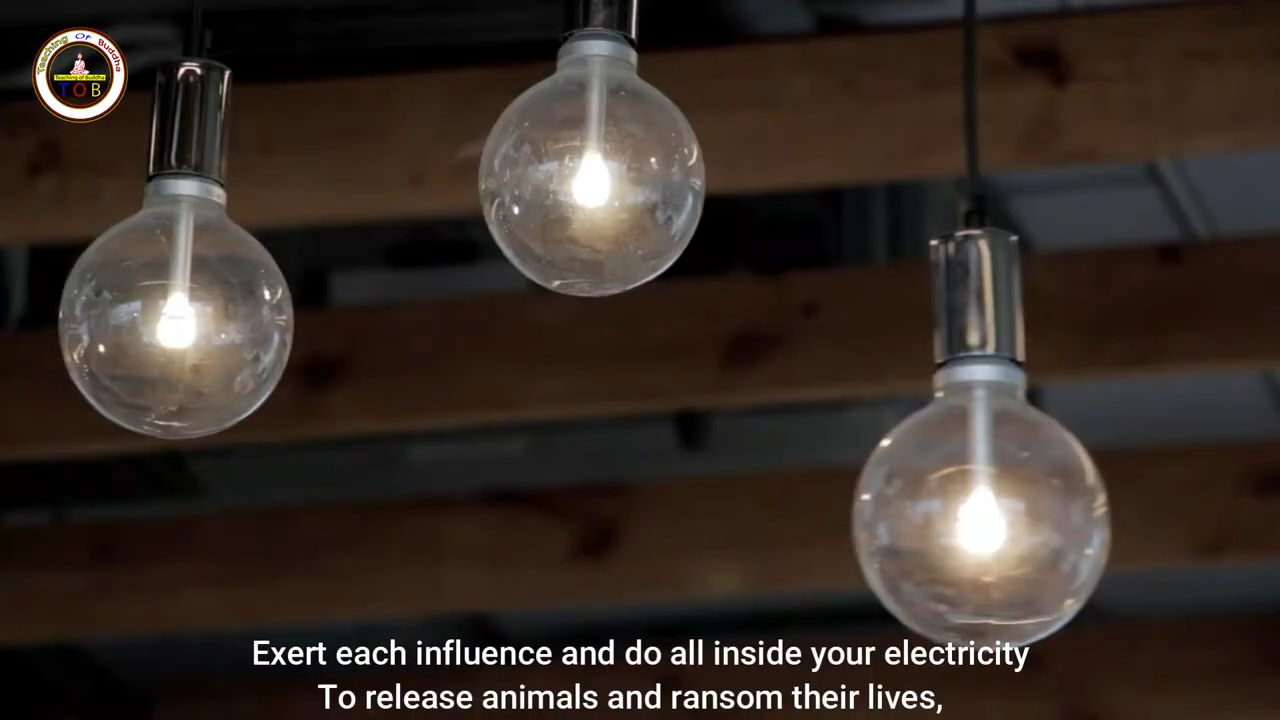 Teaching Of Buddha
Teaching of Buddha
T O B
Exert each influence and do all inside your electricity
To release animals and ransom their lives,